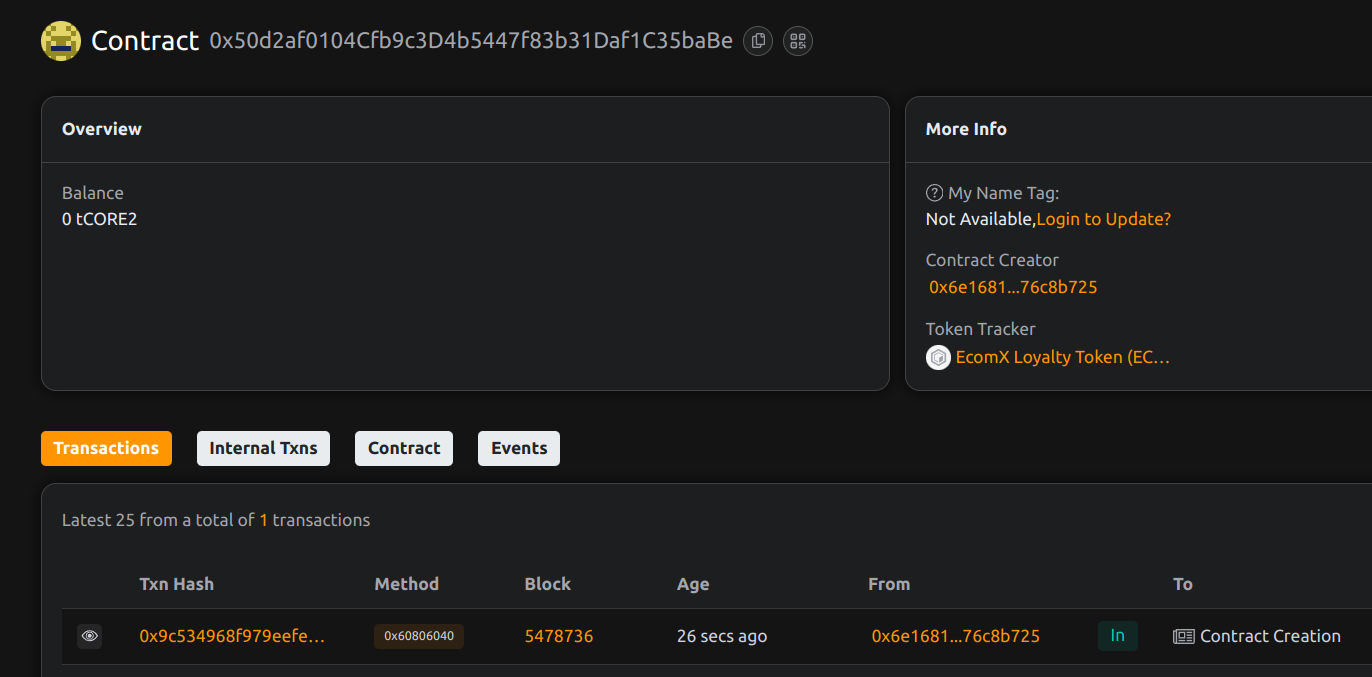 Contract 0x50d2af0104Cfb9c3D4b5447f83b31Daf1C35baBe
Overview
Balance
0 tCORE2
More Info
My Name Tag:
Not Available,Login to Update?
Contract Creator
0x6e1681...76c8b725
Token Tracker
EcomX Loyalty Token (EC...
Transactions Internal Txns Contract Events
Latest 25 from a total of 1 transactions
Txn Hash Method Block Age From To
0x9c534968f979eefe... 0x60806040 5478736 26 secs ago 0x6e1681...76c8b725 In Contract Creation